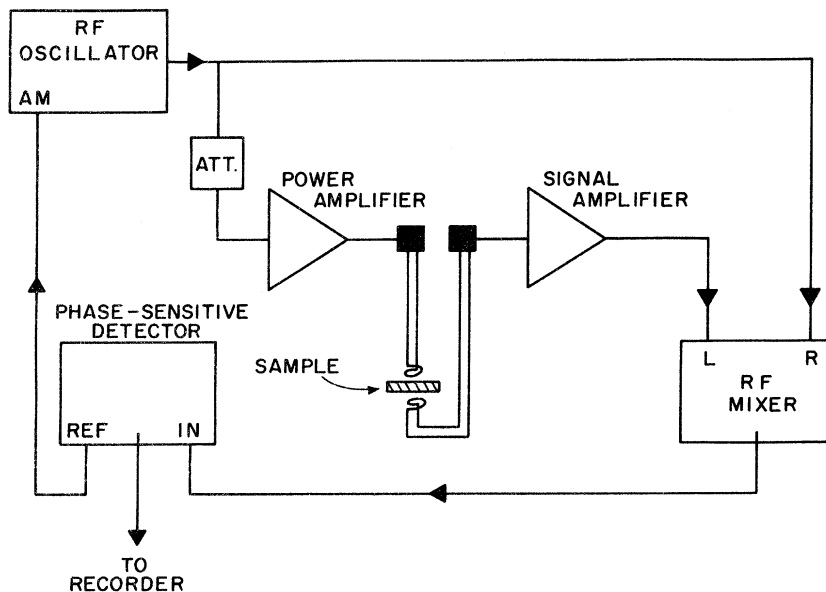 RF
OSCILLATOR
AM
ATT.
POWER
AMPLIFIER
SIGNAL
AMPLIFIER
PHASE-SENSITIVE
DETECTOR
REF
IN
SAMPLE
L
R
RF
MIXER
TO
RECORDER